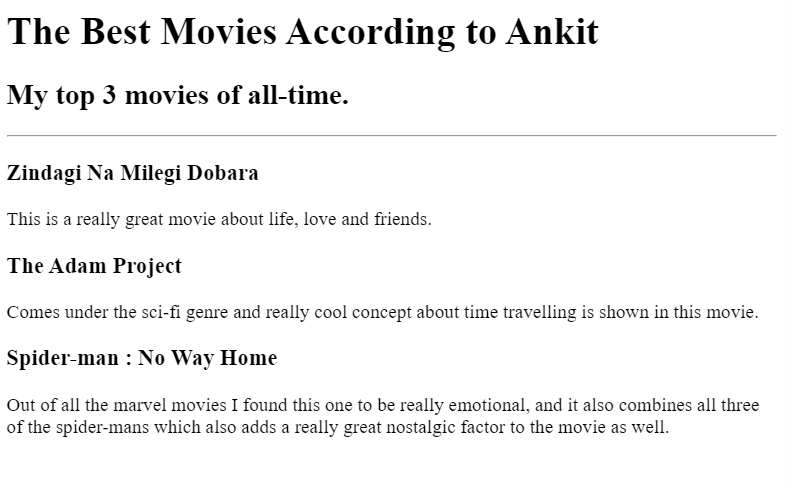 The Best Movies According to Ankit
My top 3 movies of all-time.
Zindagi Na Milegi Dobara
This is a really great movie about life, love and friends.
The Adam Project
Comes under the sci-fi genre and really cool concept about time travelling is shown in this movie.
Spider-man : No Way Home
Out of all the marvel movies I found this one to be really emotional, and it also combines all three
of the spider-mans which also adds a really great nostalgic factor to the movie as well.